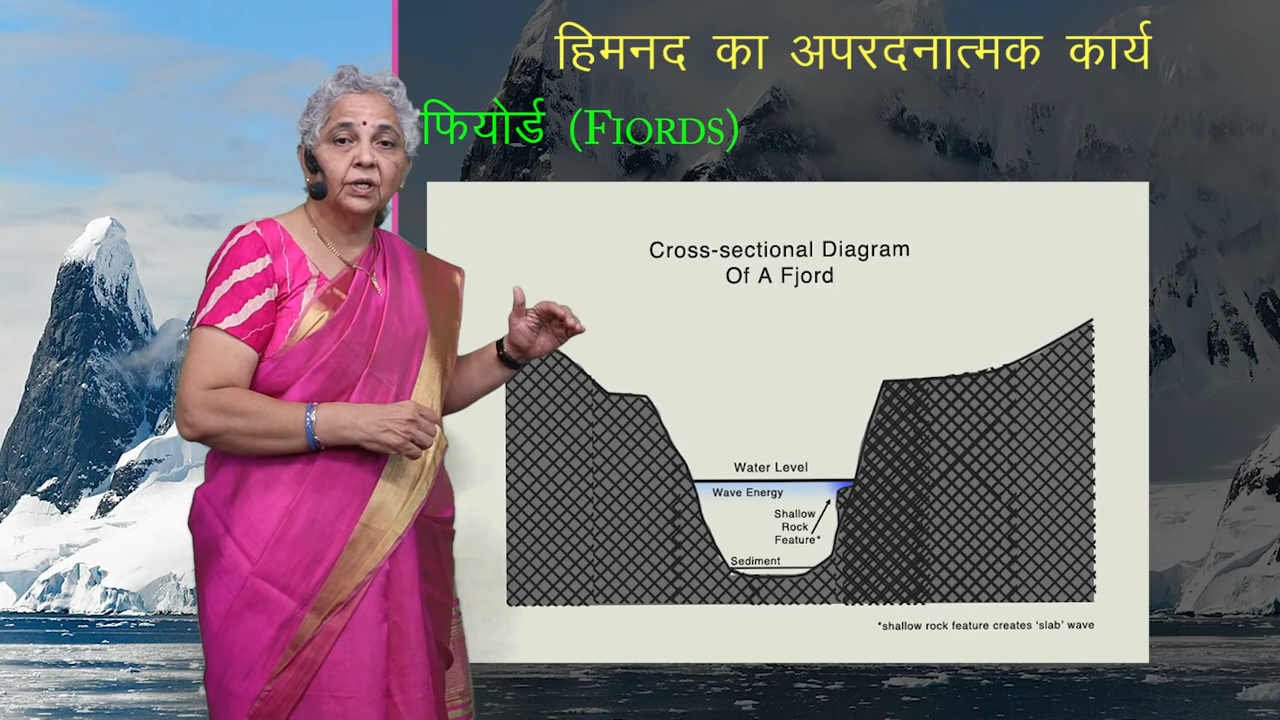 हिमनद का अपरदनात्मक कार्य
फियोर्ड (FIORDS)
Cross-sectional Diagram
Of A Fjord
Water Level
Wave Energy
Shallow
Rock
Feature*
Sediment
*shallow rock feature creates 'slab' wave